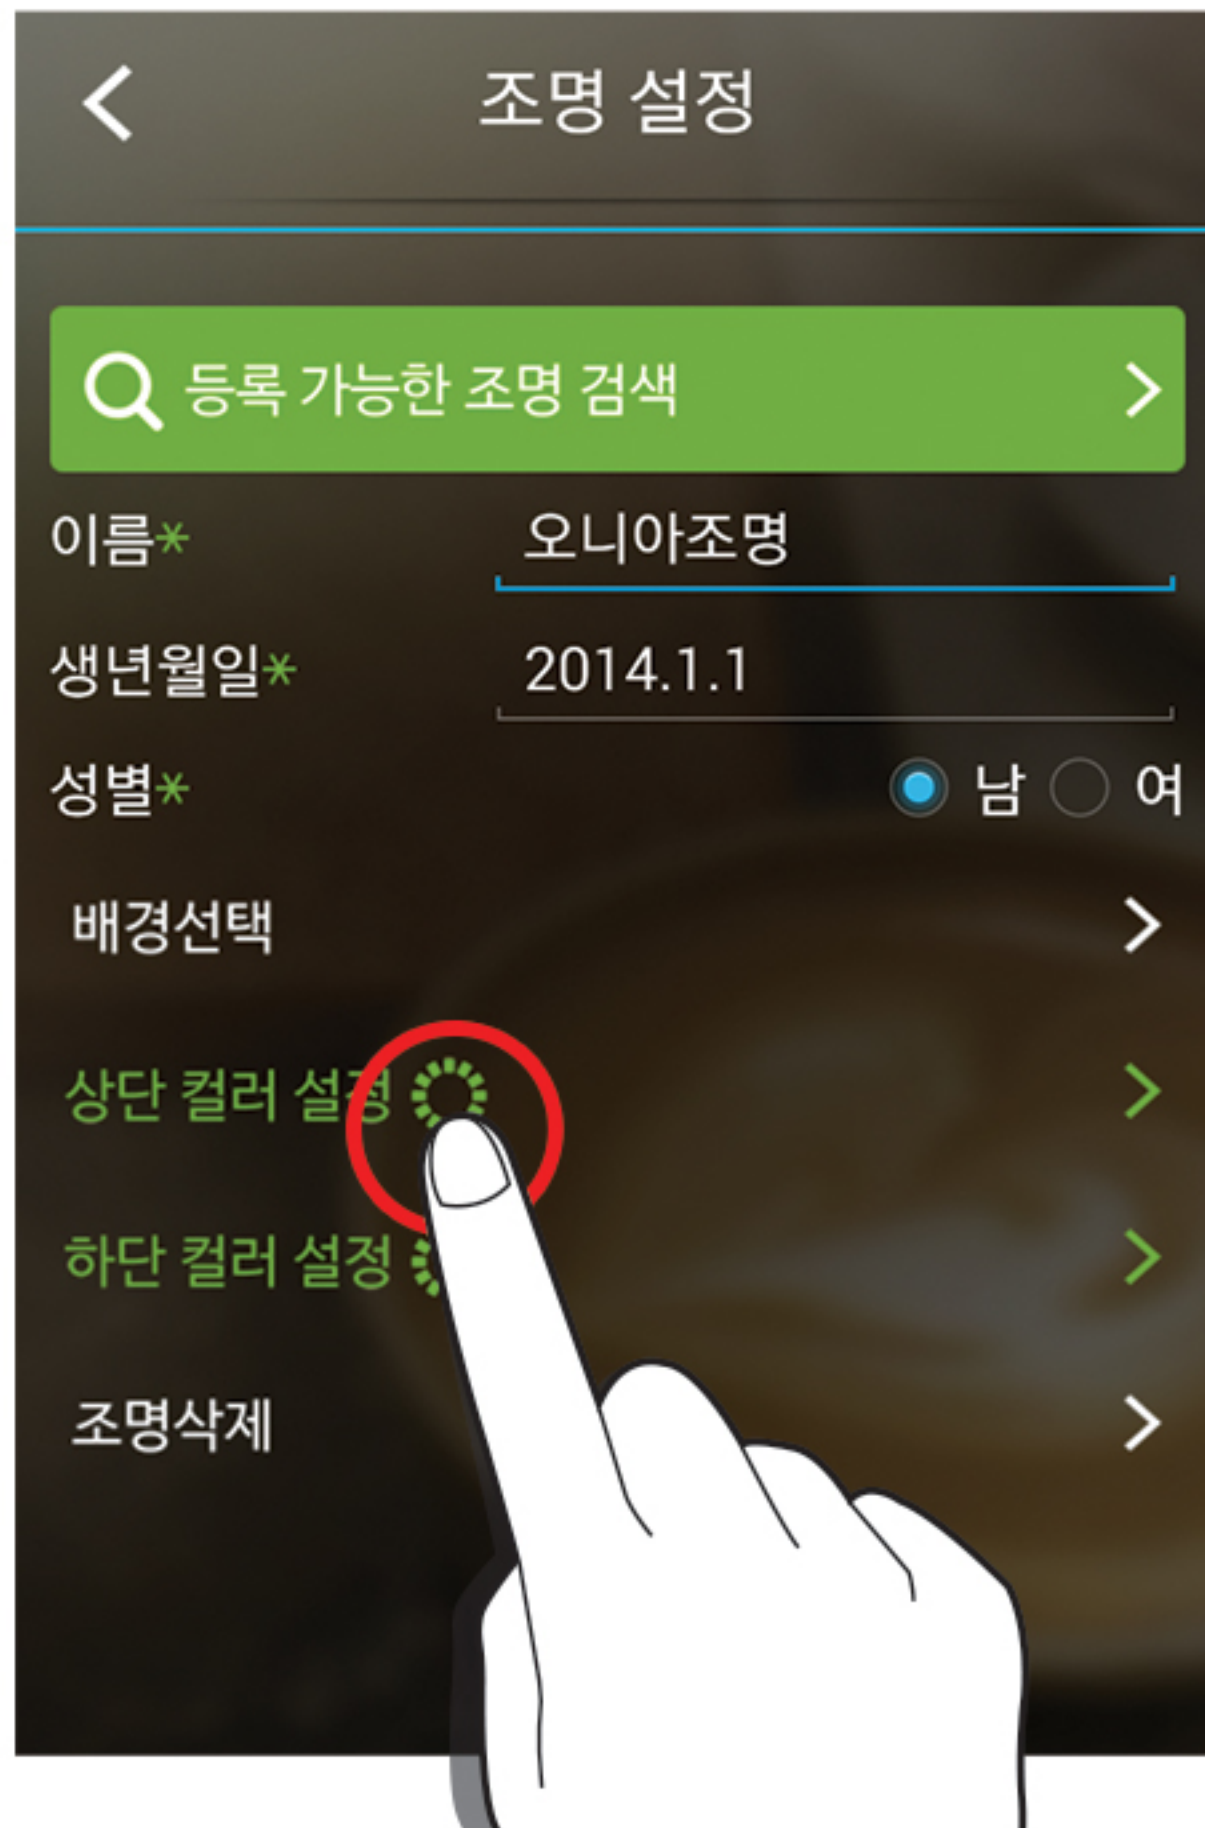 조명 설정
등록 가능한 조명 검색
이름* 오니아조명
생년월일* 2014.1.1
성별* 남 여
배경선택
상단 컬러 설정
하단 컬러 설정
조명삭제